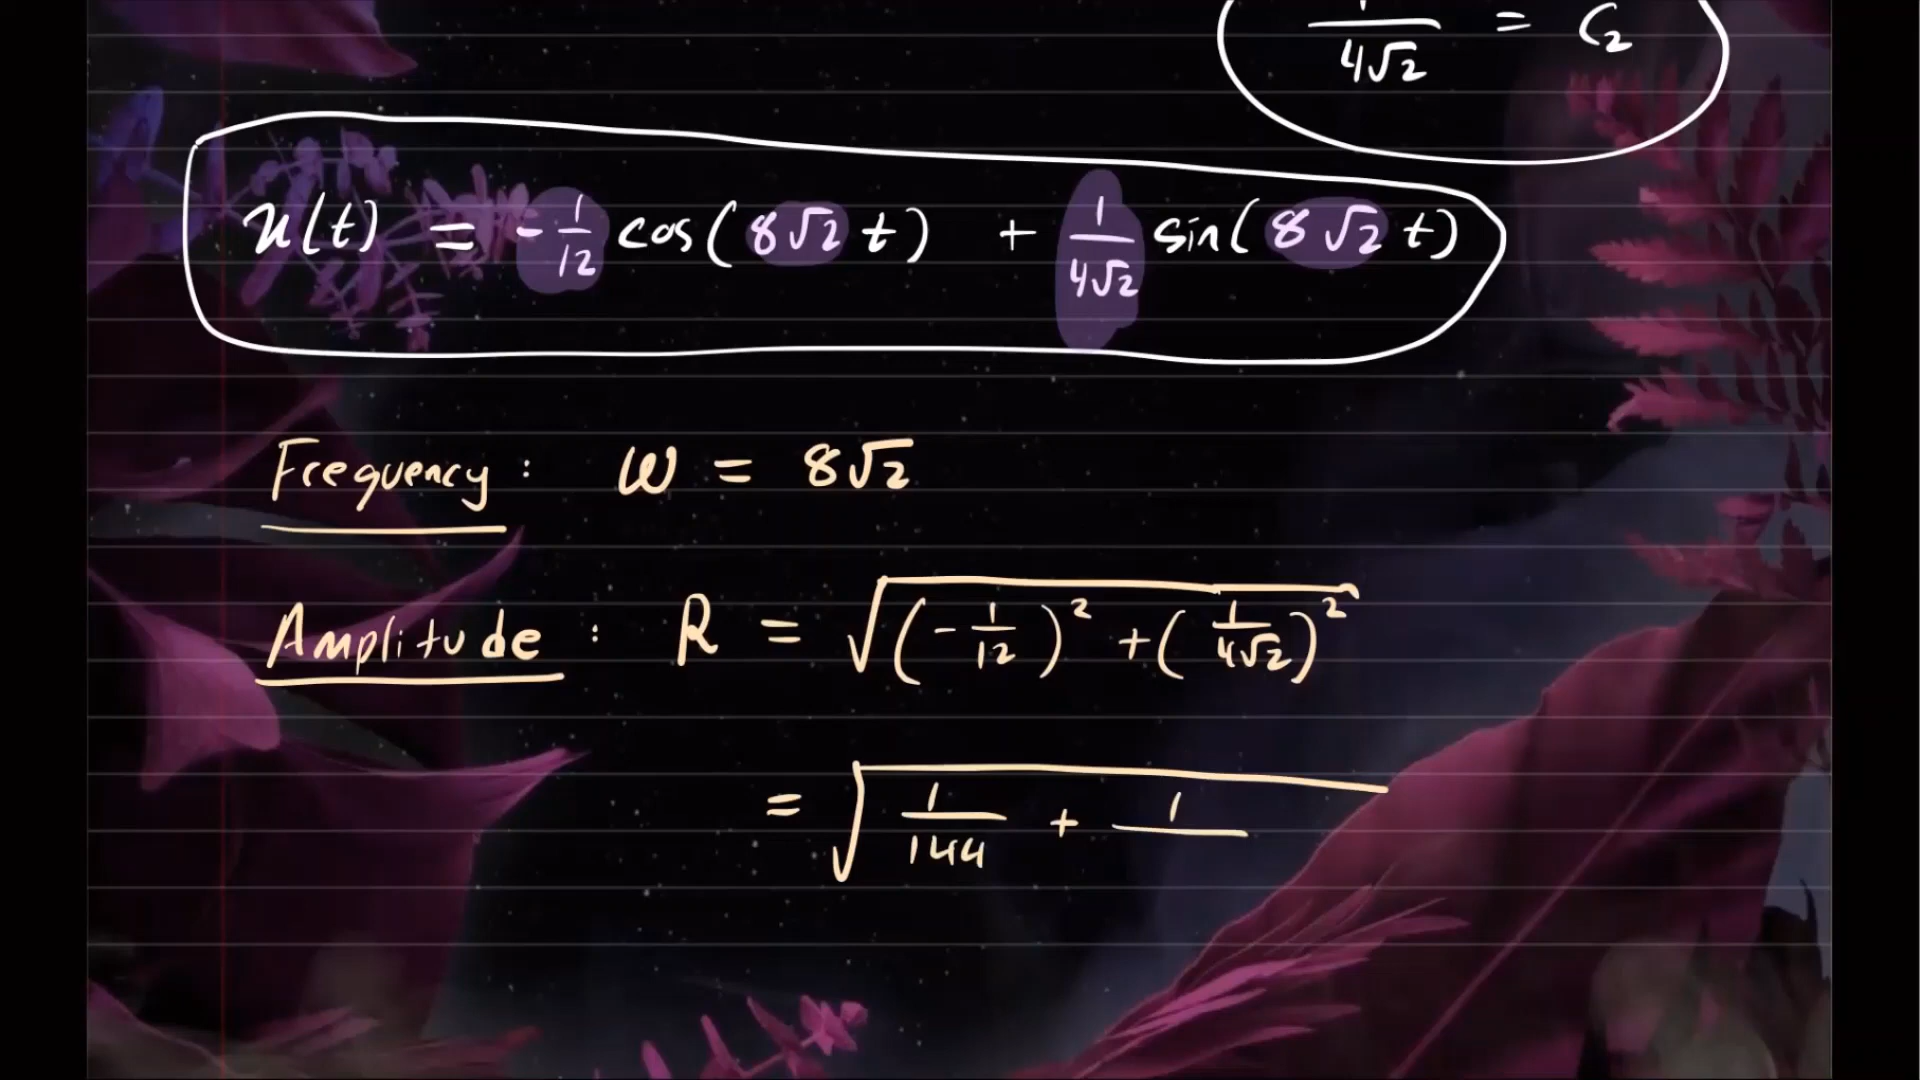 1/(4√2) = C₂
u(t) = -1/12 cos(8√2 t) + 1/(4√2) sin(8√2 t)
Frequency : ω = 8√2
Amplitude : R = √((-1/12)² + (1/(4√2))²)
= √(1/144 + 1/ )